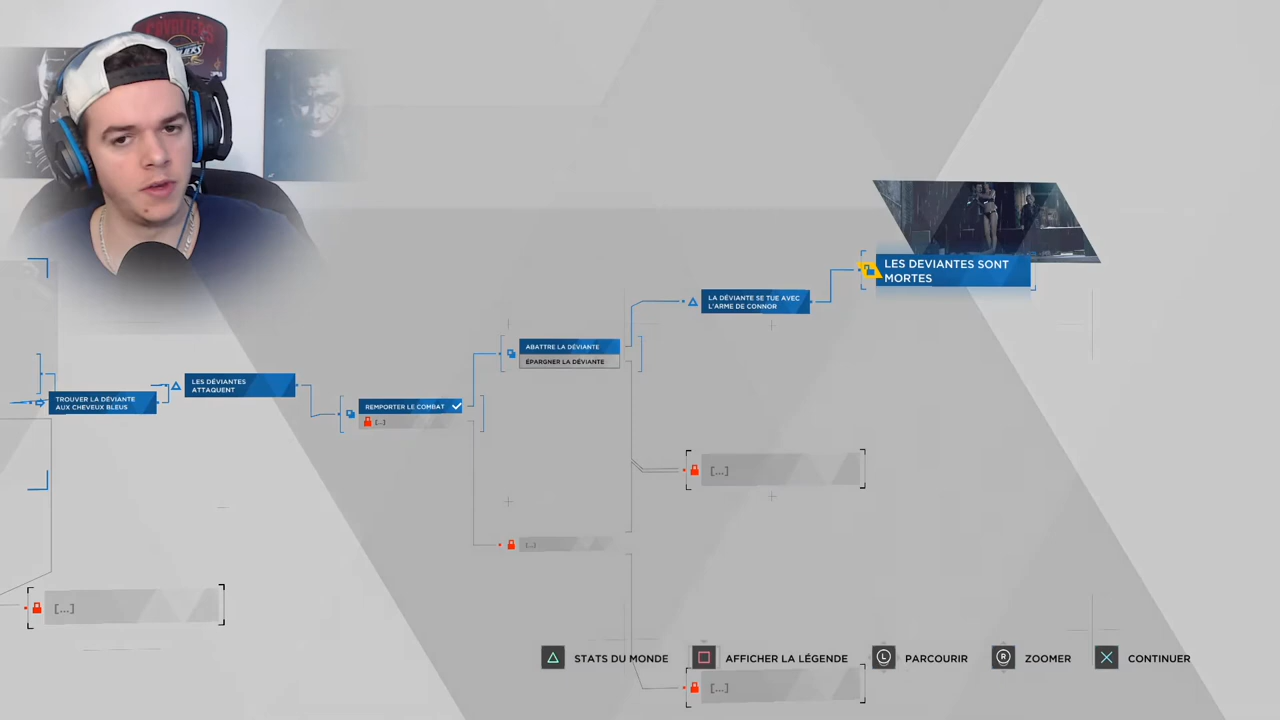 CAVALIERS
LES DEVIANTES SONT
MORTES
LA DÉVIANTE SE TUE AVEC
L'ARME DE CONNOR
ABATTRE LA DÉVIANTE
ÉPARGNER LA DÉVIANTE
LES DÉVIANTES
ATTAQUENT
TROUVER LA DÉVIANTE
AUX CHEVEUX BLEUS
REMPORTER LE COMBAT
[...]
[...]
[...]
[...]
[...]
STATS DU MONDE
AFFICHER LA LÉGENDE
L
PARCOURIR
R
ZOOMER
CONTINUER